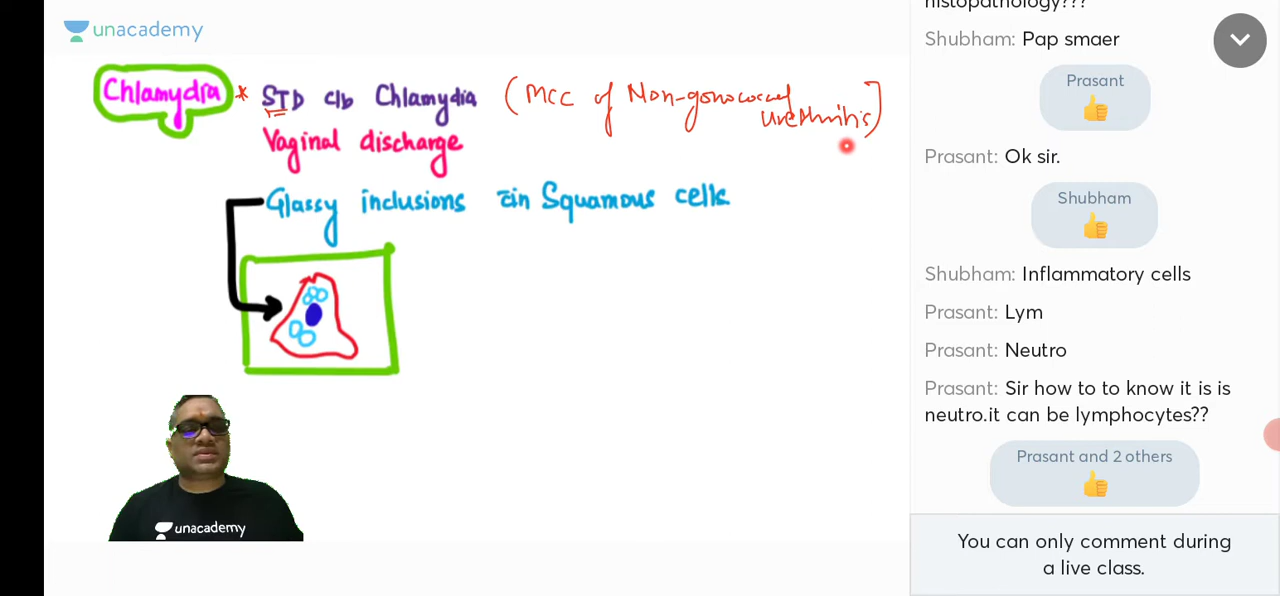 unacademy
Chlamydia * STD c/b Chlamydia (MCC of Non-gonococcal
urethritis)
Vaginal discharge
Glassy inclusions in Squamous cells
unacademy
histopathology???
Shubham: Pap smaer
Prasant
Prasant: Ok sir.
Shubham
Shubham: Inflammatory cells
Prasant: Lym
Prasant: Neutro
Prasant: Sir how to to know it is is
neutro.it can be lymphocytes??
Prasant and 2 others
You can only comment during
a live class.